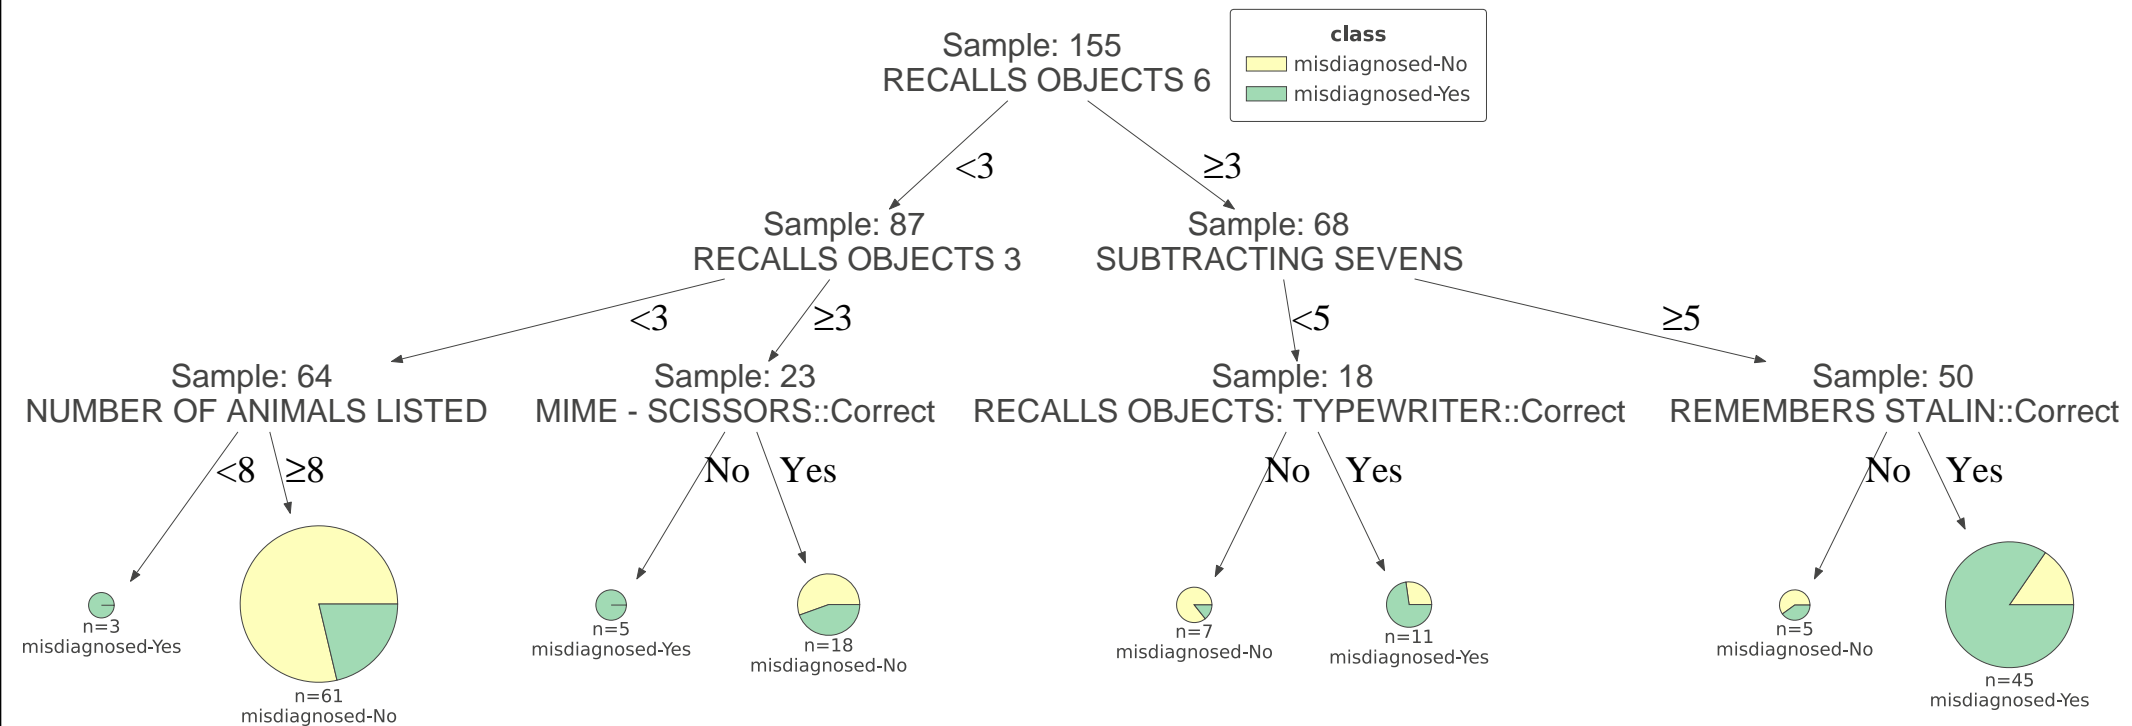 Sample: 155
RECALLS OBJECTS 6
class
misdiagnosed-No
misdiagnosed-Yes
<3
≥3
Sample: 87
RECALLS OBJECTS 3
Sample: 68
SUBTRACTING SEVENS
<3
≥3
<5
≥5
Sample: 64
NUMBER OF ANIMALS LISTED
Sample: 23
MIME - SCISSORS::Correct
Sample: 18
RECALLS OBJECTS: TYPEWRITER::Correct
Sample: 50
REMEMBERS STALIN::Correct
<8
≥8
No
Yes
No
Yes
No
Yes
n=3
misdiagnosed-Yes
n=61
misdiagnosed-No
n=5
misdiagnosed-Yes
n=18
misdiagnosed-No
n=7
misdiagnosed-No
n=11
misdiagnosed-Yes
n=5
misdiagnosed-No
n=45
misdiagnosed-Yes